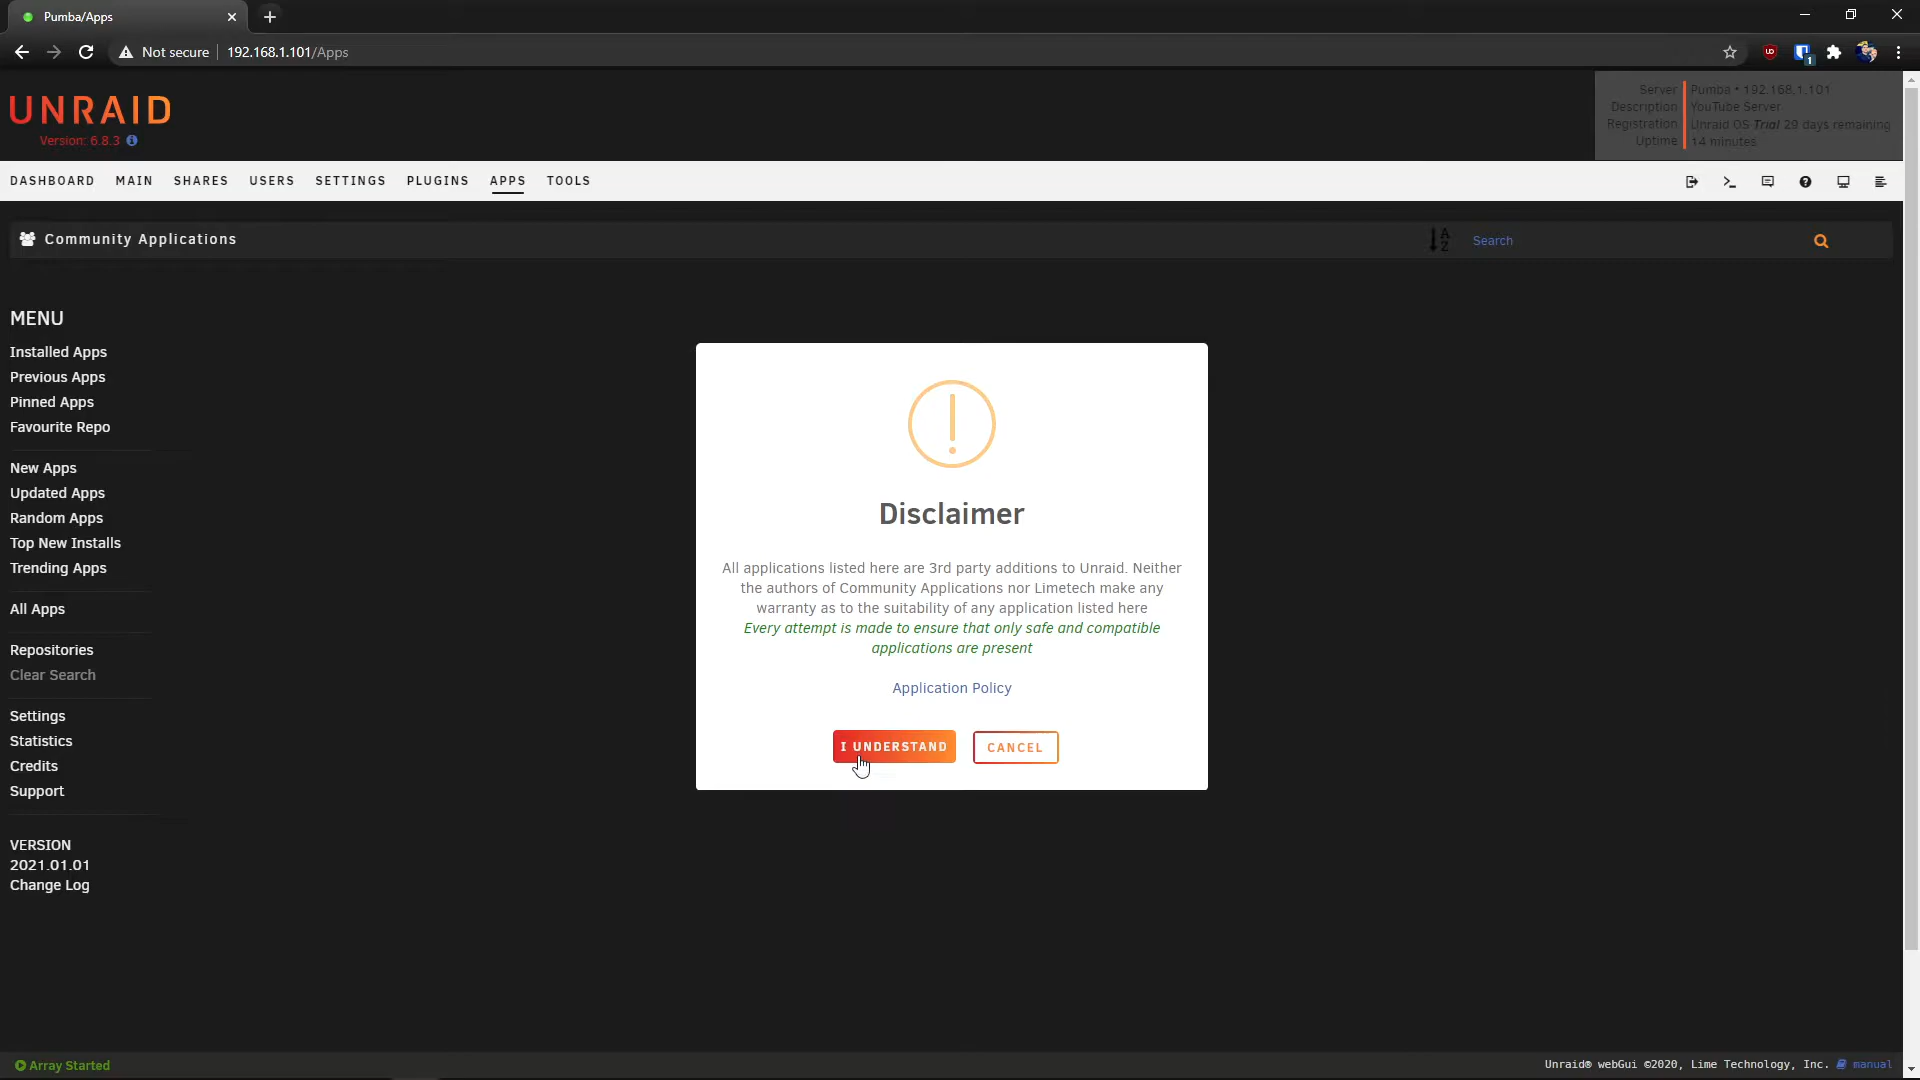 Pumba/Apps
Not secure 192.168.1.101/Apps
1
UNRAID
Version: 6.8.3
Server Pumba • 192.168.1.101
Description YouTube Server
Registration Unraid OS Trial 29 days remaining
Uptime 14 minutes
DASHBOARD MAIN SHARES USERS SETTINGS PLUGINS APPS TOOLS
Community Applications
A
Z
Search
MENU
Installed Apps
Previous Apps
Pinned Apps
Favourite Repo
New Apps
Updated Apps
Random Apps
Top New Installs
Trending Apps
All Apps
Repositories
Clear Search
Settings
Statistics
Credits
Support
VERSION
2021.01.01
Change Log
Disclaimer
All applications listed here are 3rd party additions to Unraid. Neither
the authors of Community Applications nor Limetech make any
warranty as to the suitability of any application listed here
Every attempt is made to ensure that only safe and compatible
applications are present
Application Policy
I UNDERSTAND CANCEL
Array Started
Unraid® webGui ©2020, Lime Technology, Inc. manual